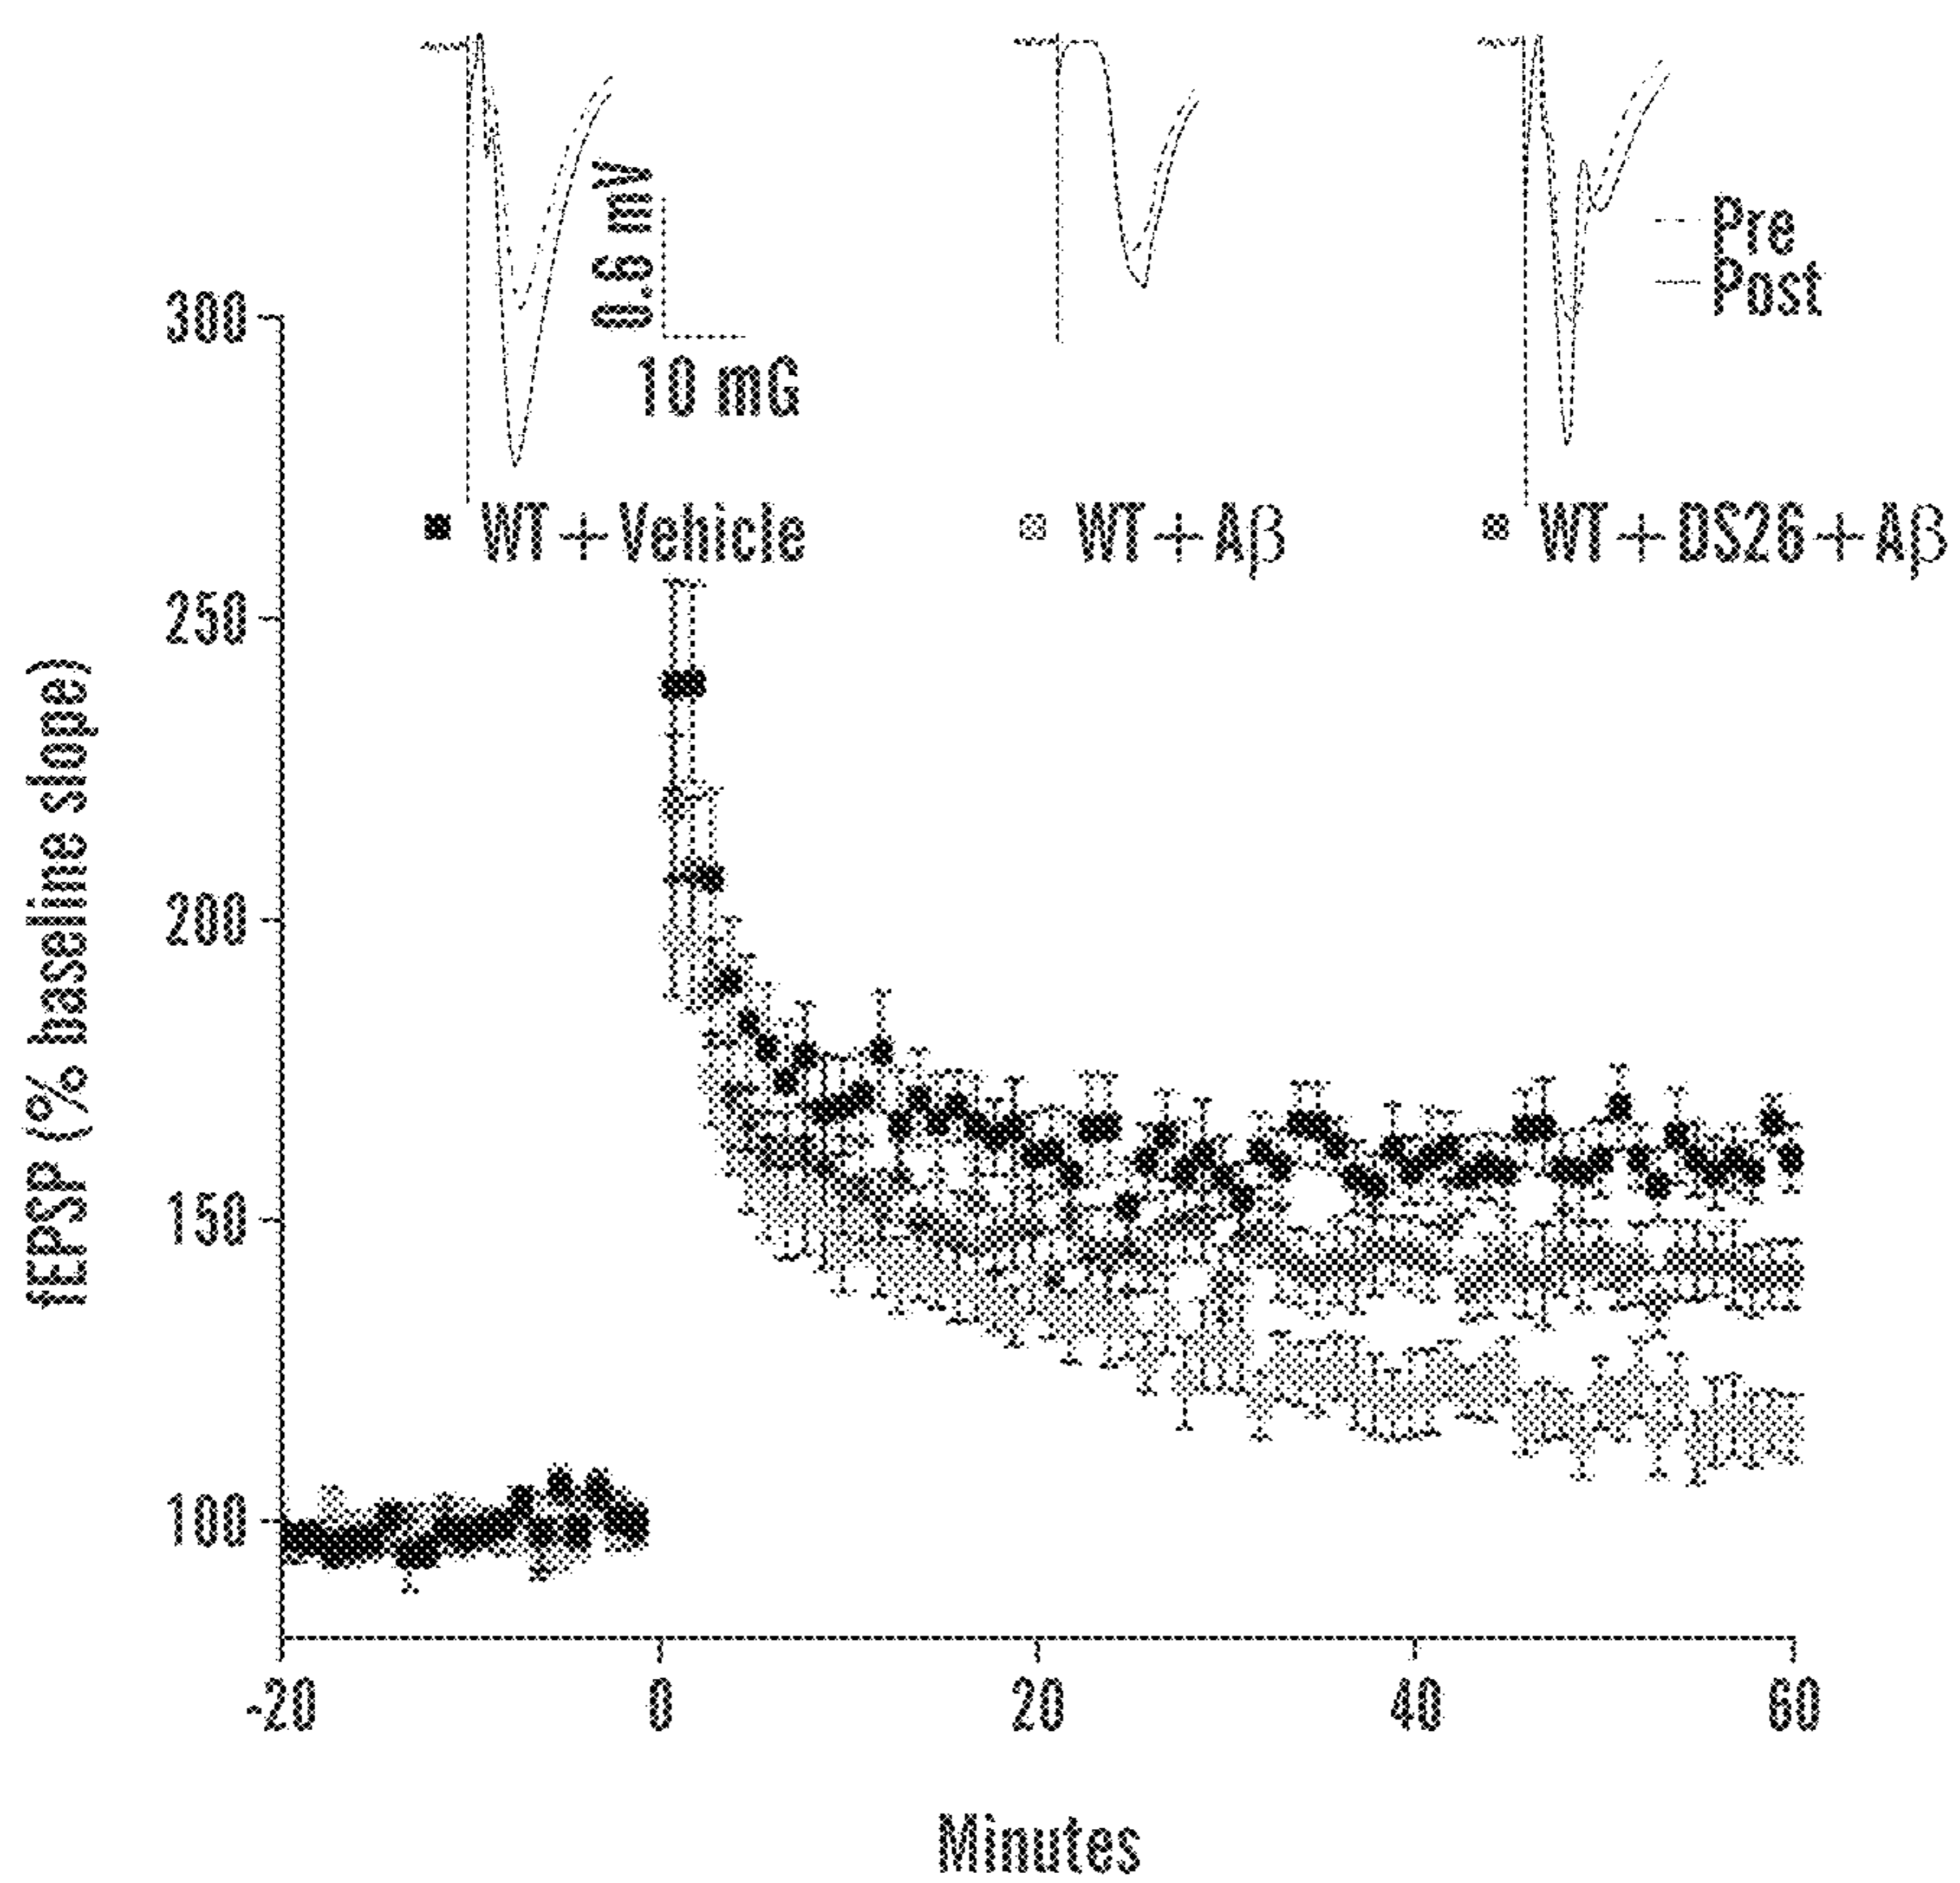 0.6 mV
10 mG
Pre
Post
WT+Vehicle
WT+Aβ
WT+DS26+Aβ
fEPSP (% baseline slope)
300
250
200
150
100
-20
0
20
40
60
Minutes